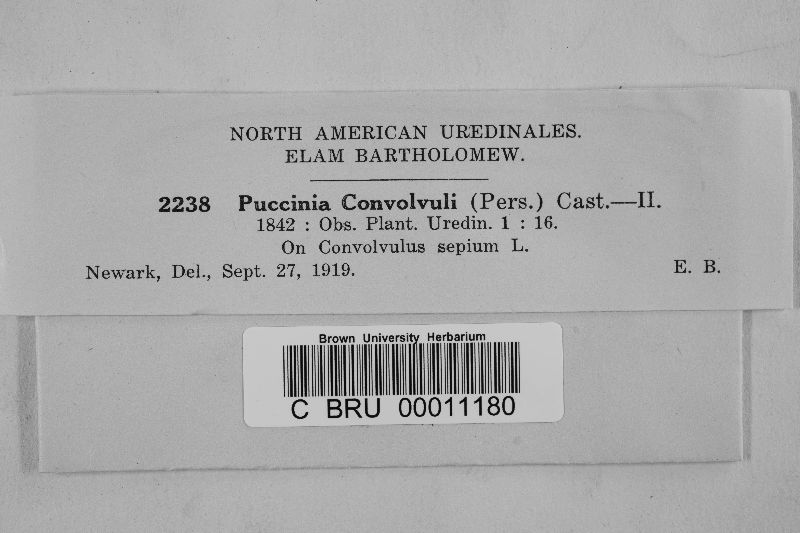 NORTH AMERICAN UREDINALES.
ELAM BARTHOLOMEW.
2238 Puccinia Convolvuli (Pers.) Cast.—II.
1842 : Obs. Plant. Uredin. 1 : 16.
On Convolvulus sepium L.
Newark, Del., Sept. 27, 1919. E. B.
Brown University Herbarium
C BRU 00011180